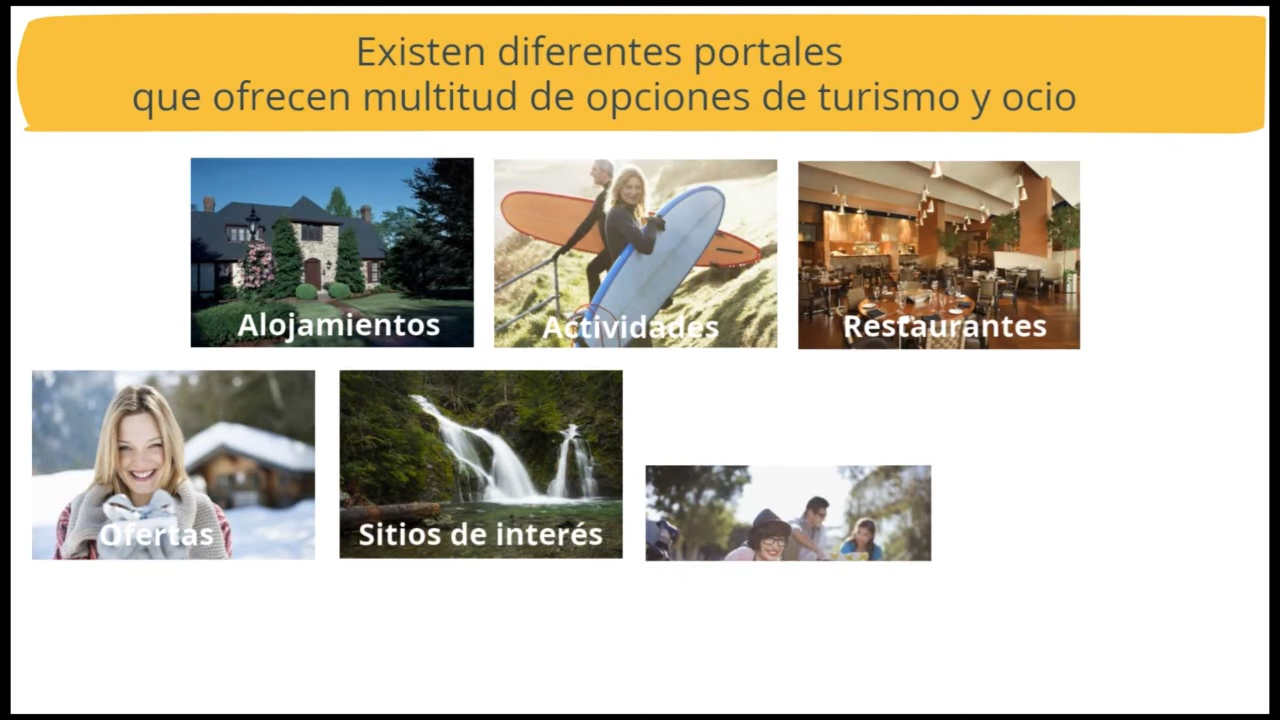 Existen diferentes portales
que ofrecen multitud de opciones de turismo y ocio
Alojamientos
Actividades
Restaurantes
Ofertas
Sitios de interés